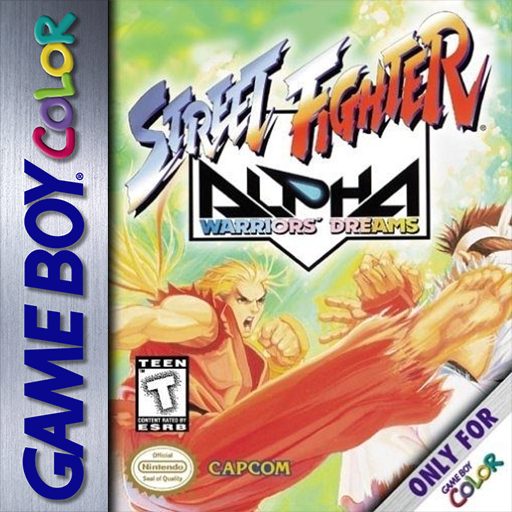 GAME BOY COLOR
STREET FIGHTER
ALPHA
WARRIORS' DREAMS
TEEN
T
CONTENT RATED BY
ESRB
Official
Nintendo
Seal of Quality
CAPCOM
ONLY FOR
GAME BOY
COLOR